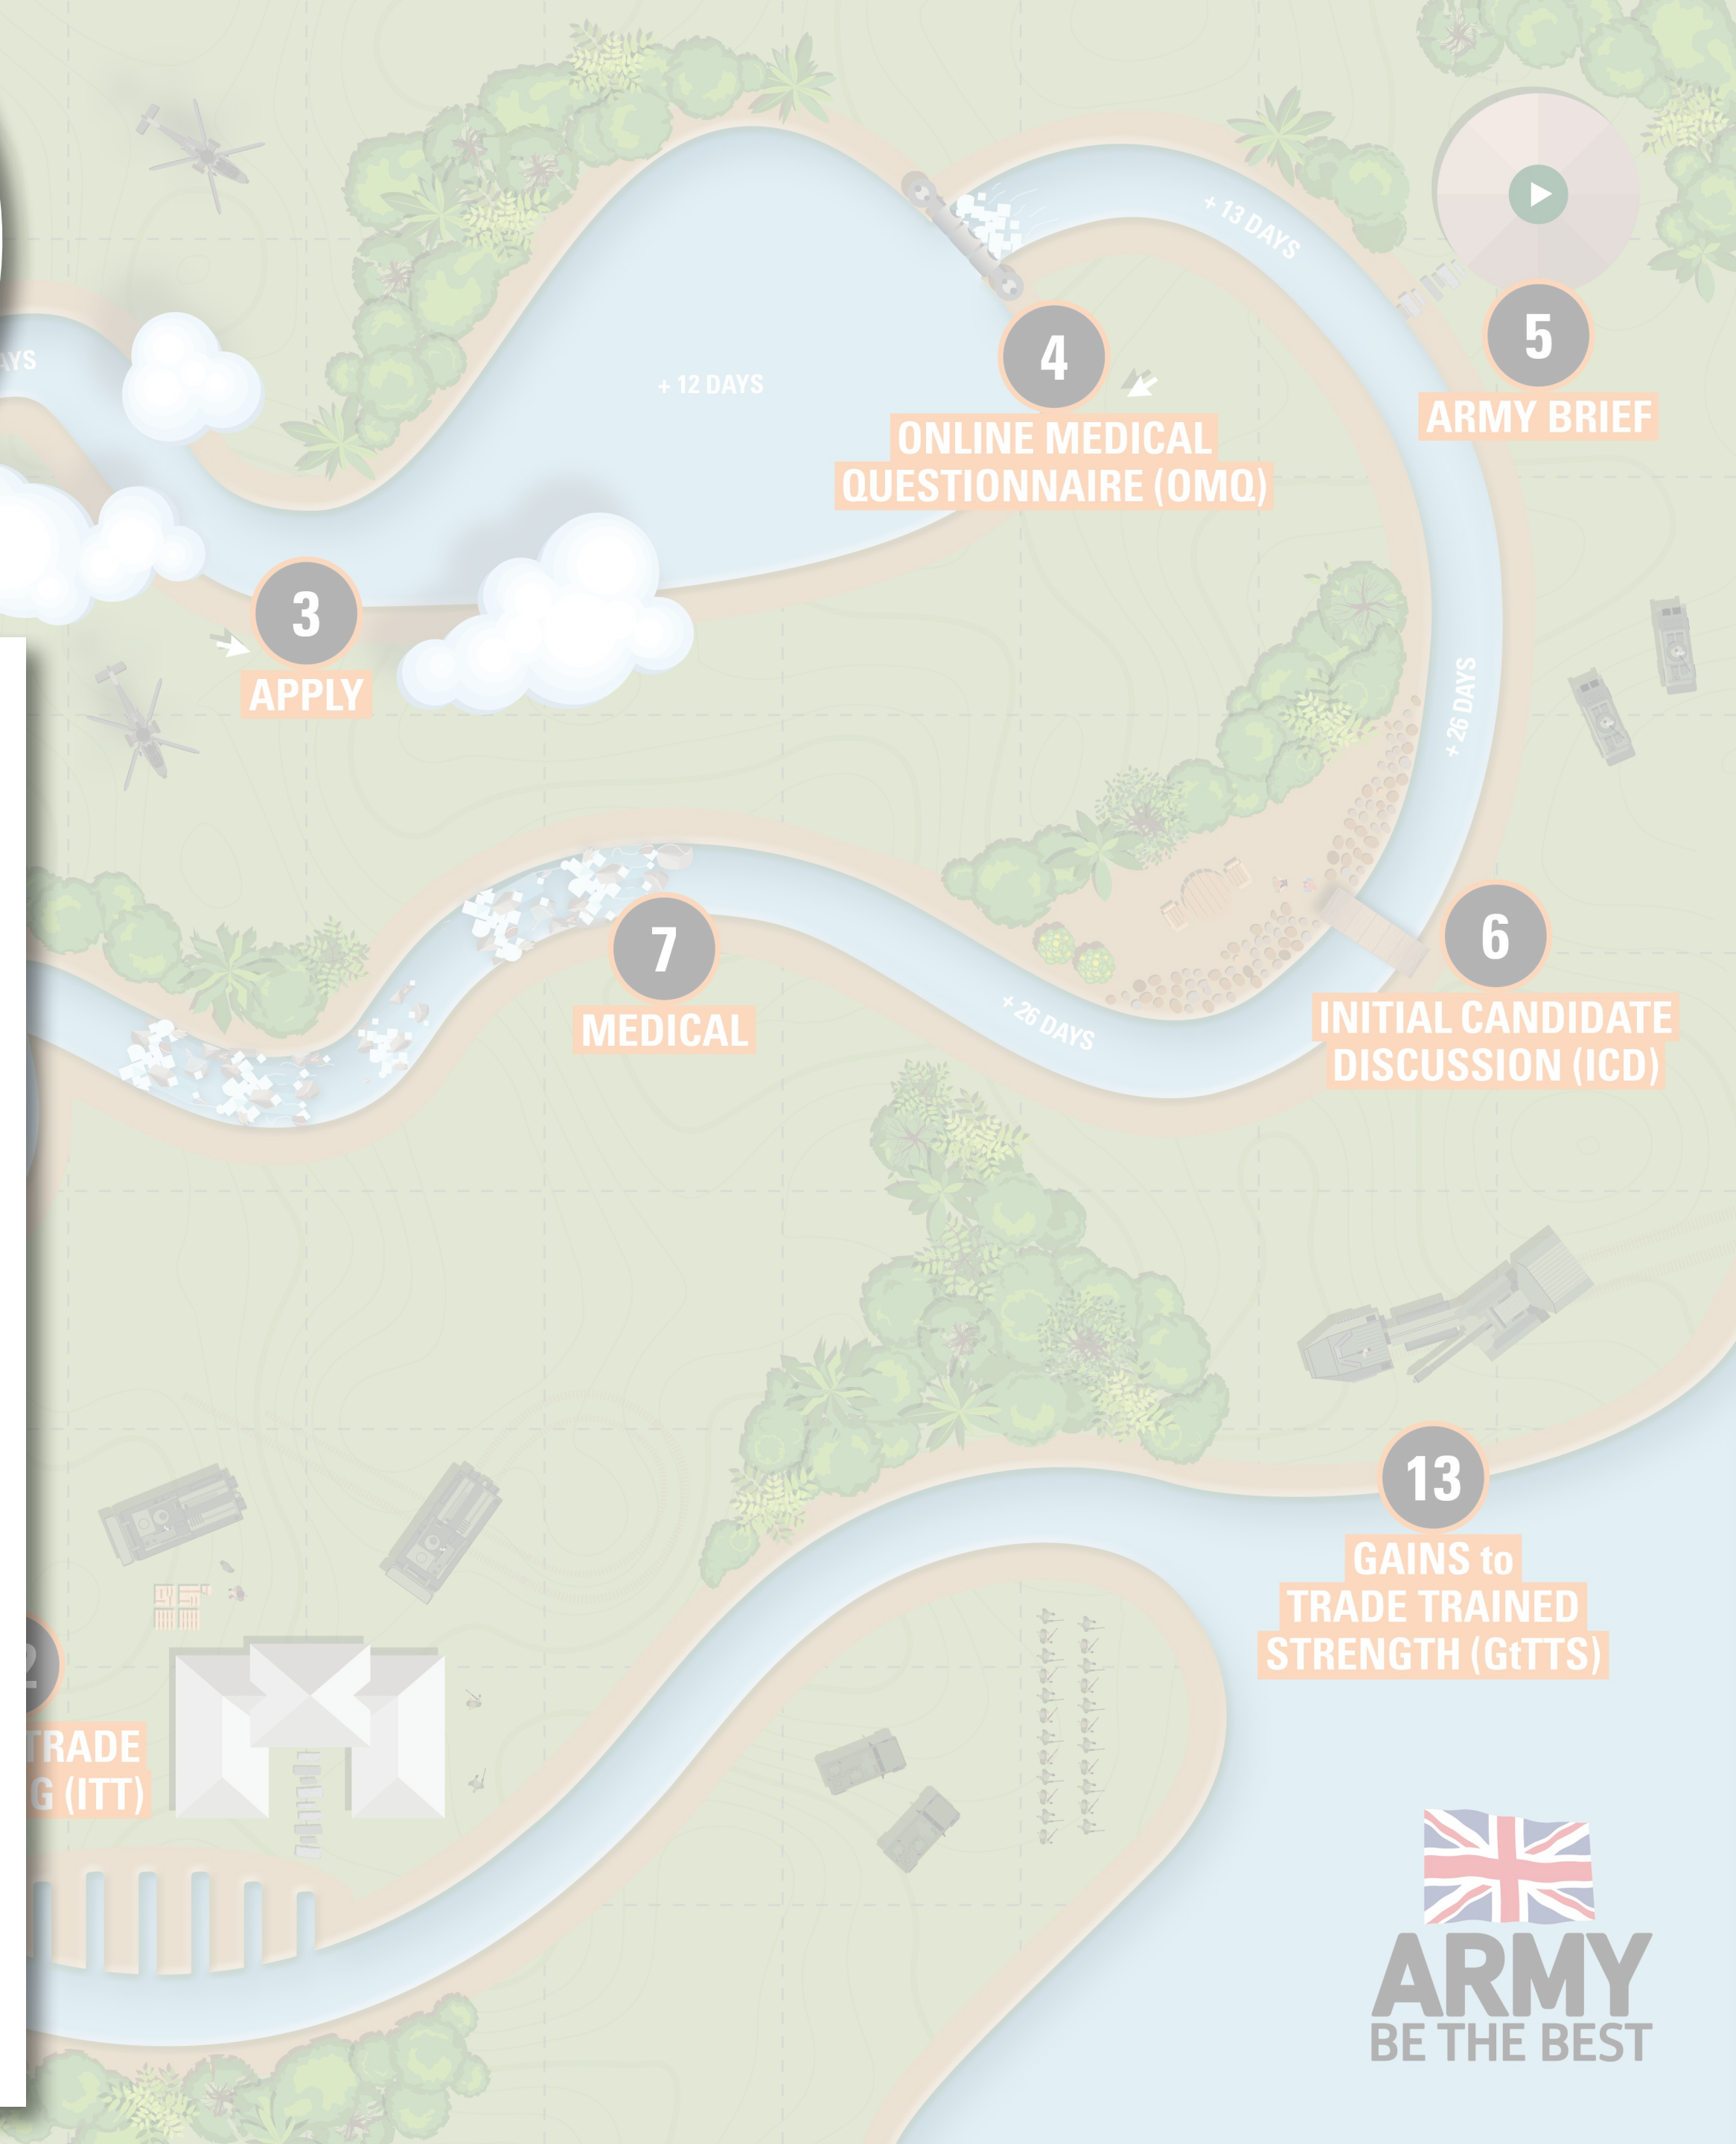 + 13 DAYS
+ 12 DAYS
4
ONLINE MEDICAL
QUESTIONNAIRE (OMQ)
5
ARMY BRIEF
3
APPLY
+ 26 DAYS
7
MEDICAL
6
INITIAL CANDIDATE
DISCUSSION (ICD)
+ 26 DAYS
13
GAINS to
TRADE TRAINED
STRENGTH (GtTTS)
TRADE
(ITT)
ARMY
BE THE BEST